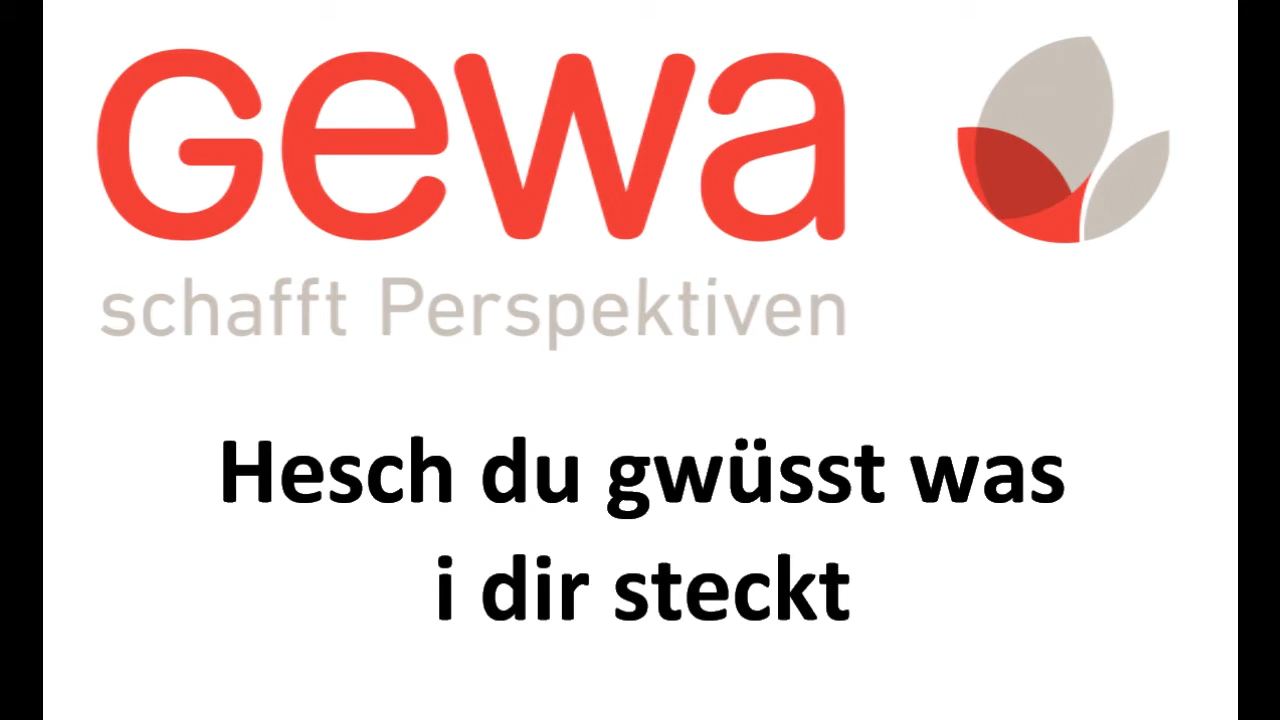 Gewa
schafft Perspektiven
Hesch du gwüsst was
i dir steckt